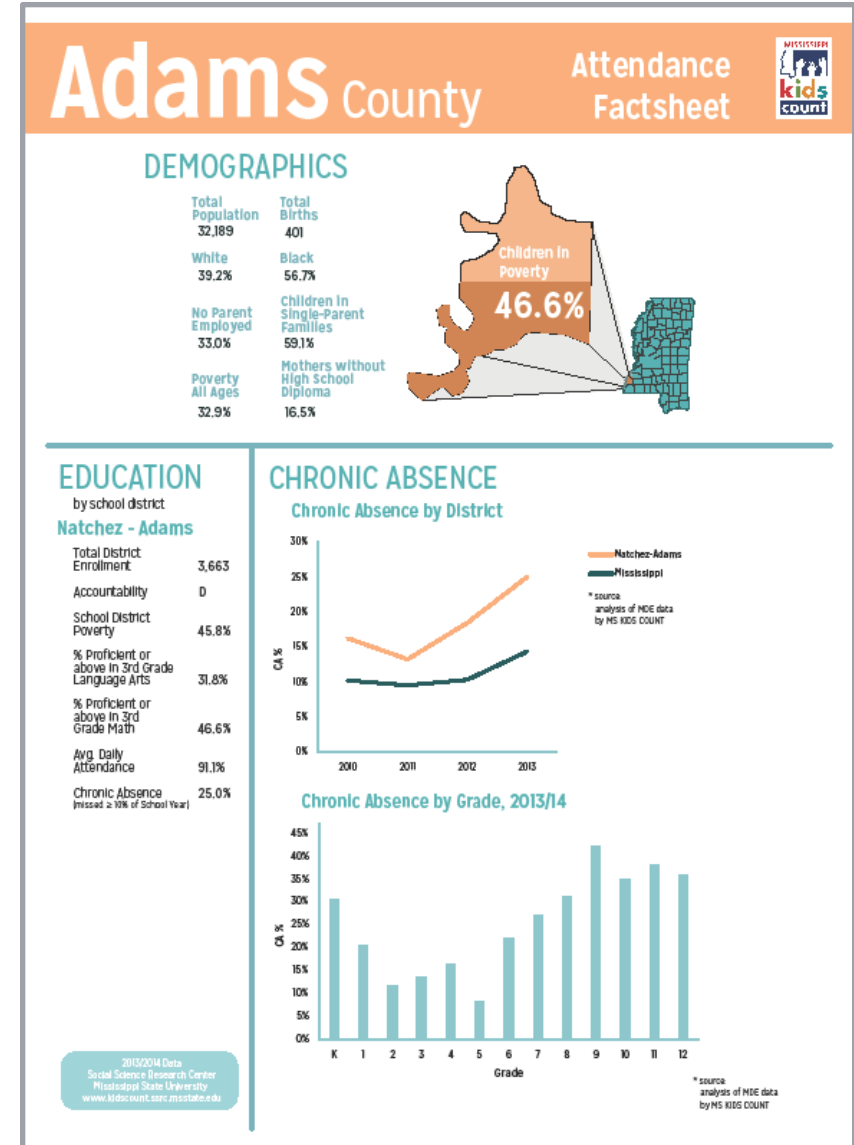 Adams County
Attendance
Factsheet
MISSISSIPPI
kids
count
DEMOGRAPHICS
Total
Population
32,189
Total
Births
401
White
39.2%
Black
56.7%
No Parent
Employed
33.0%
Children in
Single-Parent
Families
59.1%
Poverty
All Ages
32.9%
Mothers without
High School
Diploma
16.5%
Children in
Poverty
46.6%
EDUCATION
by school district
Natchez - Adams
Total District
Enrollment 3,663
Accountability D
School District
Poverty 45.8%
% Proficient or
above in 3rd Grade
Language Arts 31.8%
% Proficient or
above in 3rd
Grade Math 46.6%
Avg. Daily
Attendance 91.1%
Chronic Absence 25.0%
(missed ≥ 10% of School Year)
2013/2014 Data
Social Science Research Center
Mississippi State University
www.kidscount.ssrc.msstate.edu
CHRONIC ABSENCE
Chronic Absence by District
30%
25%
20%
15%
10%
5%
0%
CA %
2010 2011 2012 2013
Natchez-Adams
Mississippi
* source
analysis of MDE data
by MS KIDS COUNT
Chronic Absence by Grade, 2013/14
45%
40%
35%
30%
25%
20%
15%
10%
5%
0%
CA %
K 1 2 3 4 5 6 7 8 9 10 11 12
Grade
* source
analysis of MDE data
by MS KIDS COUNT